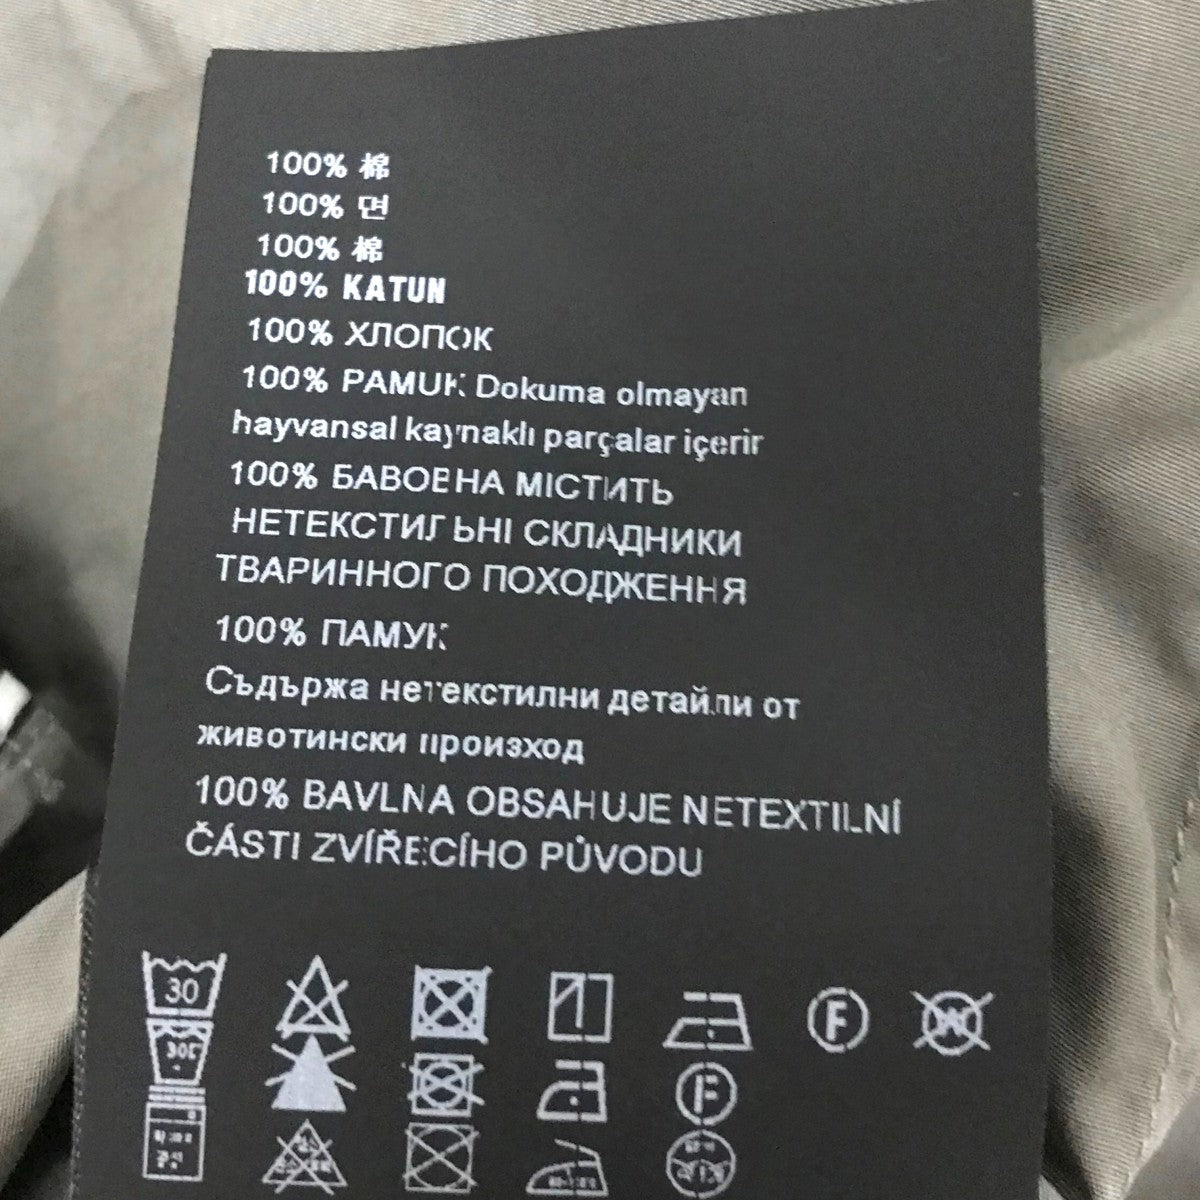 100% 棉
100% 면
100% 棉
100% KATUN
100% ХЛОПОК
100% PAMUK Dokuma olmayan
hayvansal kaynaklı parçalar içerir
100% БАВОВНА МІСТИТЬ
НЕТЕКСТИЛЬНІ СКЛАДНИКИ
ТВАРИННОГО ПОХОДЖЕННЯ
100% ПАМУК
Съдържа нетекстилни детайли от
животински произход
100% BAVLNA OBSAHUJE NETEXTILNÍ
ČÁSTI ZVÍŘECÍHO PŮVODU
30 F W
30C F